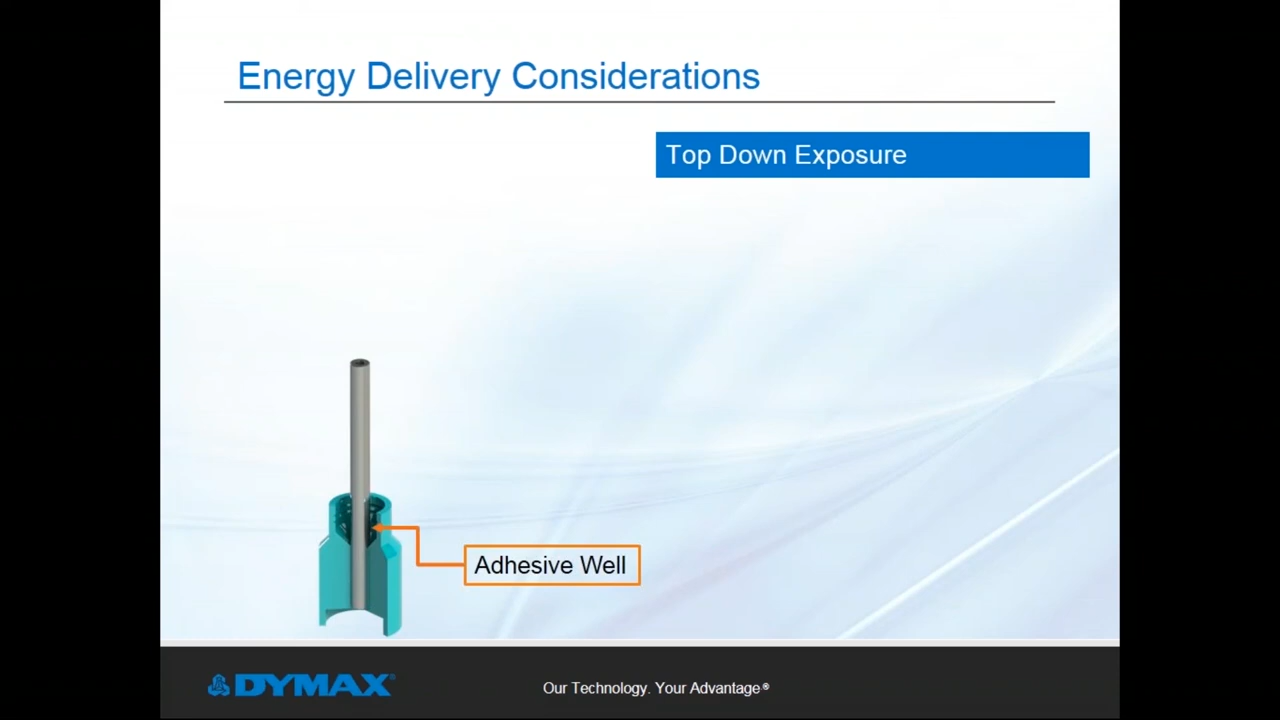 Energy Delivery Considerations
Top Down Exposure
Adhesive Well
DYMAX®
Our Technology. Your Advantage®